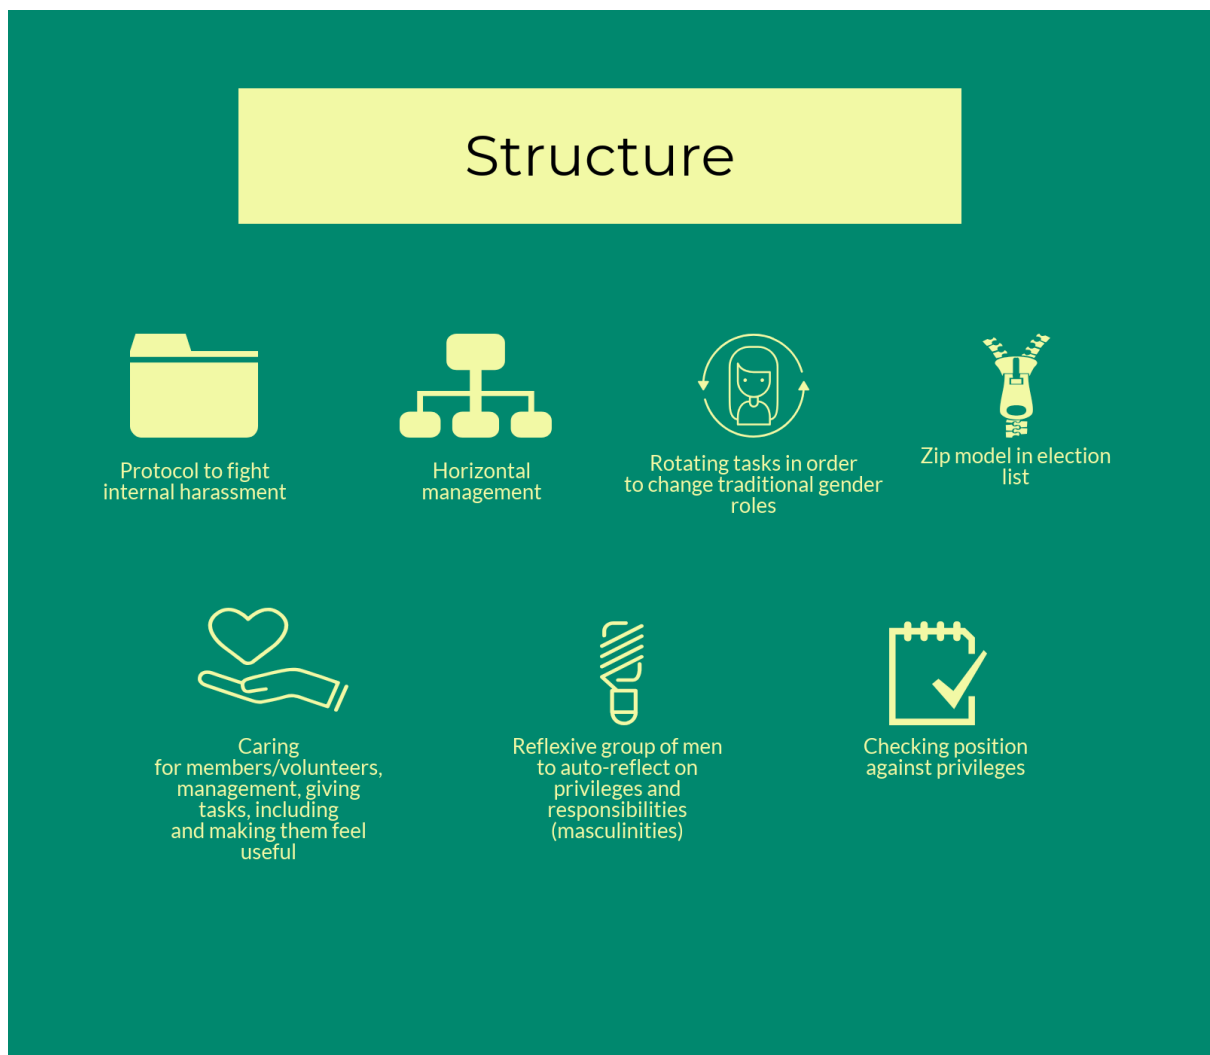 Structure
Protocol to fight
internal harassment
Horizontal
management
Rotating tasks in order
to change traditional gender
roles
Zip model in election
list
Caring
for members/volunteers,
management, giving
tasks, including
and making them feel
useful
Reflexive group of men
to auto-reflect on
privileges and
responsibilities
(masculinities)
Checking position
against privileges